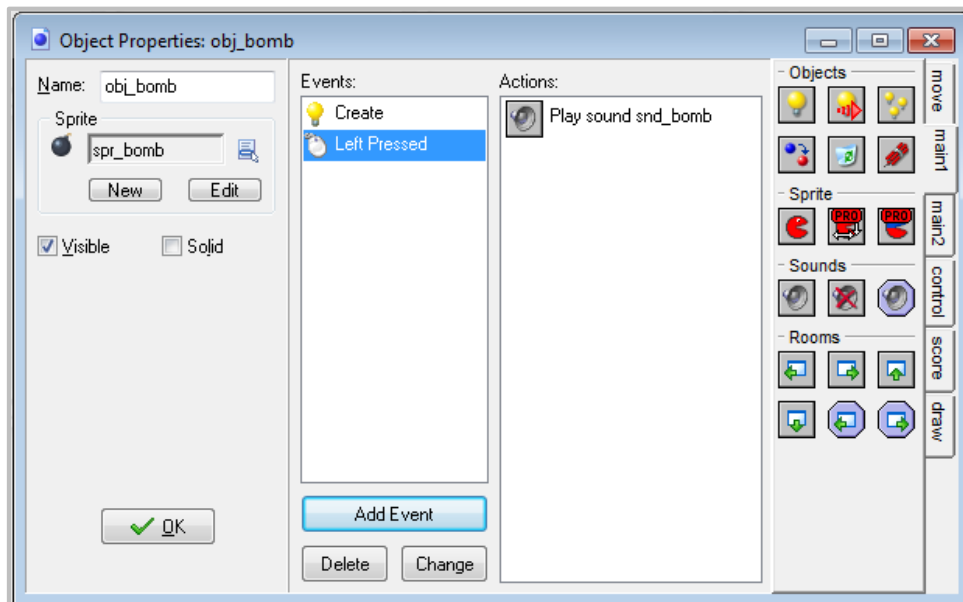 Object Properties: obj_bomb
Name: obj_bomb
Sprite
spr_bomb
New
Edit
Visible
Solid
OK
Events:
Create
Left Pressed
Add Event
Delete
Change
Actions:
Play sound snd_bomb
Objects
Sprite
PRO
PRO
Sounds
Rooms
move
main1
main2
control
score
draw